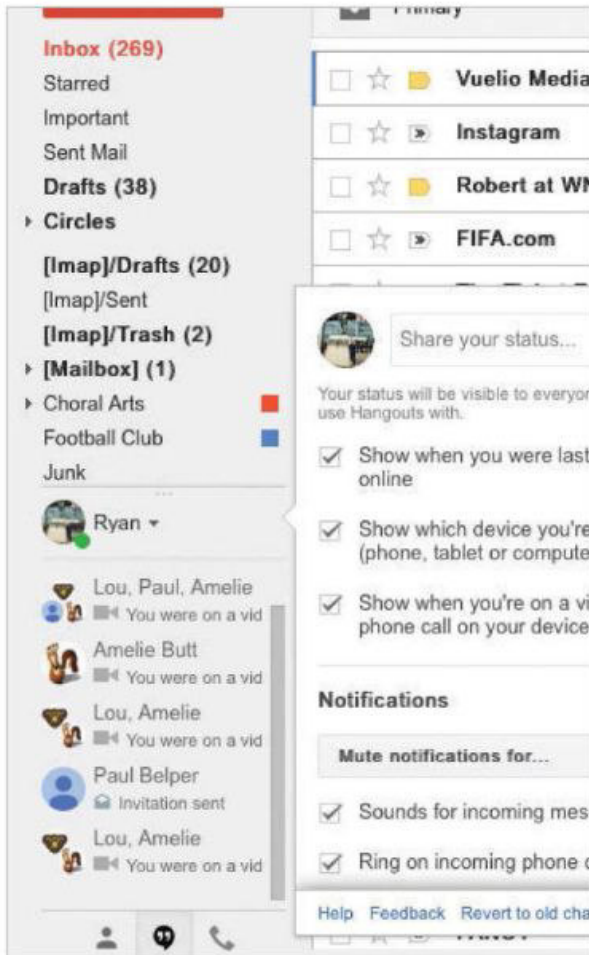 Primary
Inbox (269)
Starred
Important
Sent Mail
Drafts (38)
Circles
[Imap]/Drafts (20)
[Imap]/Sent
[Imap]/Trash (2)
[Mailbox] (1)
Choral Arts
Football Club
Junk
Ryan
Lou, Paul, Amelie
You were on a vid
Amelie Butt
You were on a vid
Lou, Amelie
You were on a vid
Paul Belper
Invitation sent
Lou, Amelie
You were on a vid
Vuelio Media
Instagram
Robert at WN
FIFA.com
Share your status...
Your status will be visible to everyon
use Hangouts with.
Show when you were last
online
Show which device you're
(phone, tablet or compute
Show when you're on a vi
phone call on your device
Notifications
Mute notifications for...
Sounds for incoming mes
Ring on incoming phone c
Help Feedback Revert to old cha